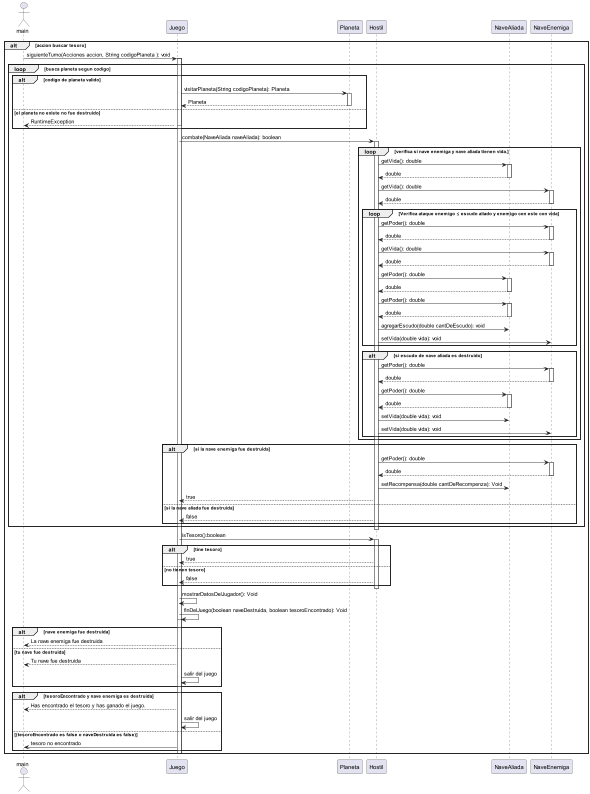 main
Juego
Planeta
Hostil
NaveAliada
NaveEnemiga
alt [accion buscar tesoro]
siguienteTurno(Acciones accion, String codigoPlaneta ): void
loop [busca planeta segun codigo]
alt [codigo de planeta valido]
visitarPlaneta(String codigoPlaneta): Planeta
Planeta
[si planeta no existe no fue destruido]
RuntimeException
combate(NaveAliada naveAliada): boolean
loop [verifica si nave enemiga y nave aliada tienen vida.]
getVida(): double
double
getVida(): double
double
loop [Verifica ataque enemigo ≤ escudo aliado y enemigo con este con vida]
getPoder(): double
double
getVida(): double
double
getPoder(): double
double
getPoder(): double
double
agregarEscudo(double cantDeEscudo): void
setVida(double vida): void
alt [si escudo de nave aliada es destruida]
getPoder(): double
double
getPoder(): double
double
setVida(double vida): void
setVida(double vida): void
alt [si la nave enemiga fue destruida]
getPoder(): double
double
setRecompensa(double cantDeRecompenza): Void
true
[si la nave aliada fue destruida]
false
isTesoro():boolean
alt [tine tesoro]
true
[no tienen tesoro]
false
mostrarDatosDelJugador(): Void
finDeJuego(boolean naveDestruida, boolean tesoroEncontrado): Void
alt [nave enemiga fue destruida]
La nave enemiga fue destruida
[tu nave fue destruida]
Tu nave fue destruida
salir del juego
alt [tesoroEncontrado y nave enemiga es destruida]
Has encontrado el tesoro y has ganado el juego.
salir del juego
[(tesoroEncontrado es false o naveDestruida es false)]
tesoro no encontrado
main
Juego
Planeta
Hostil
NaveAliada
NaveEnemiga